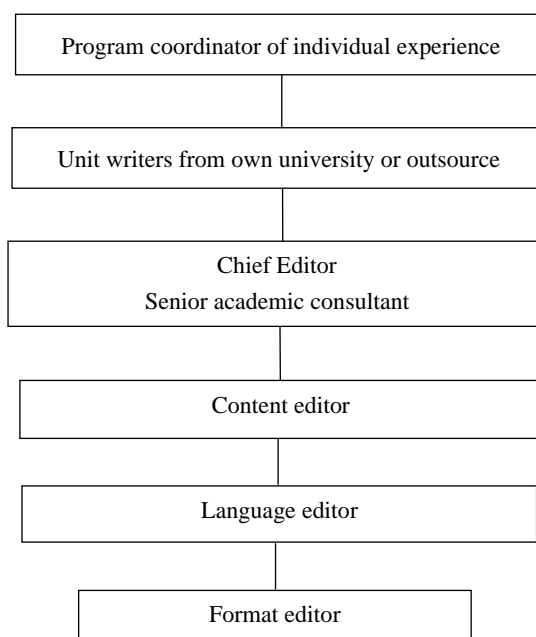 Program coordinator of individual experience
Unit writers from own university or outsource
Chief Editor
Senior academic consultant
Content editor
Language editor
Format editor